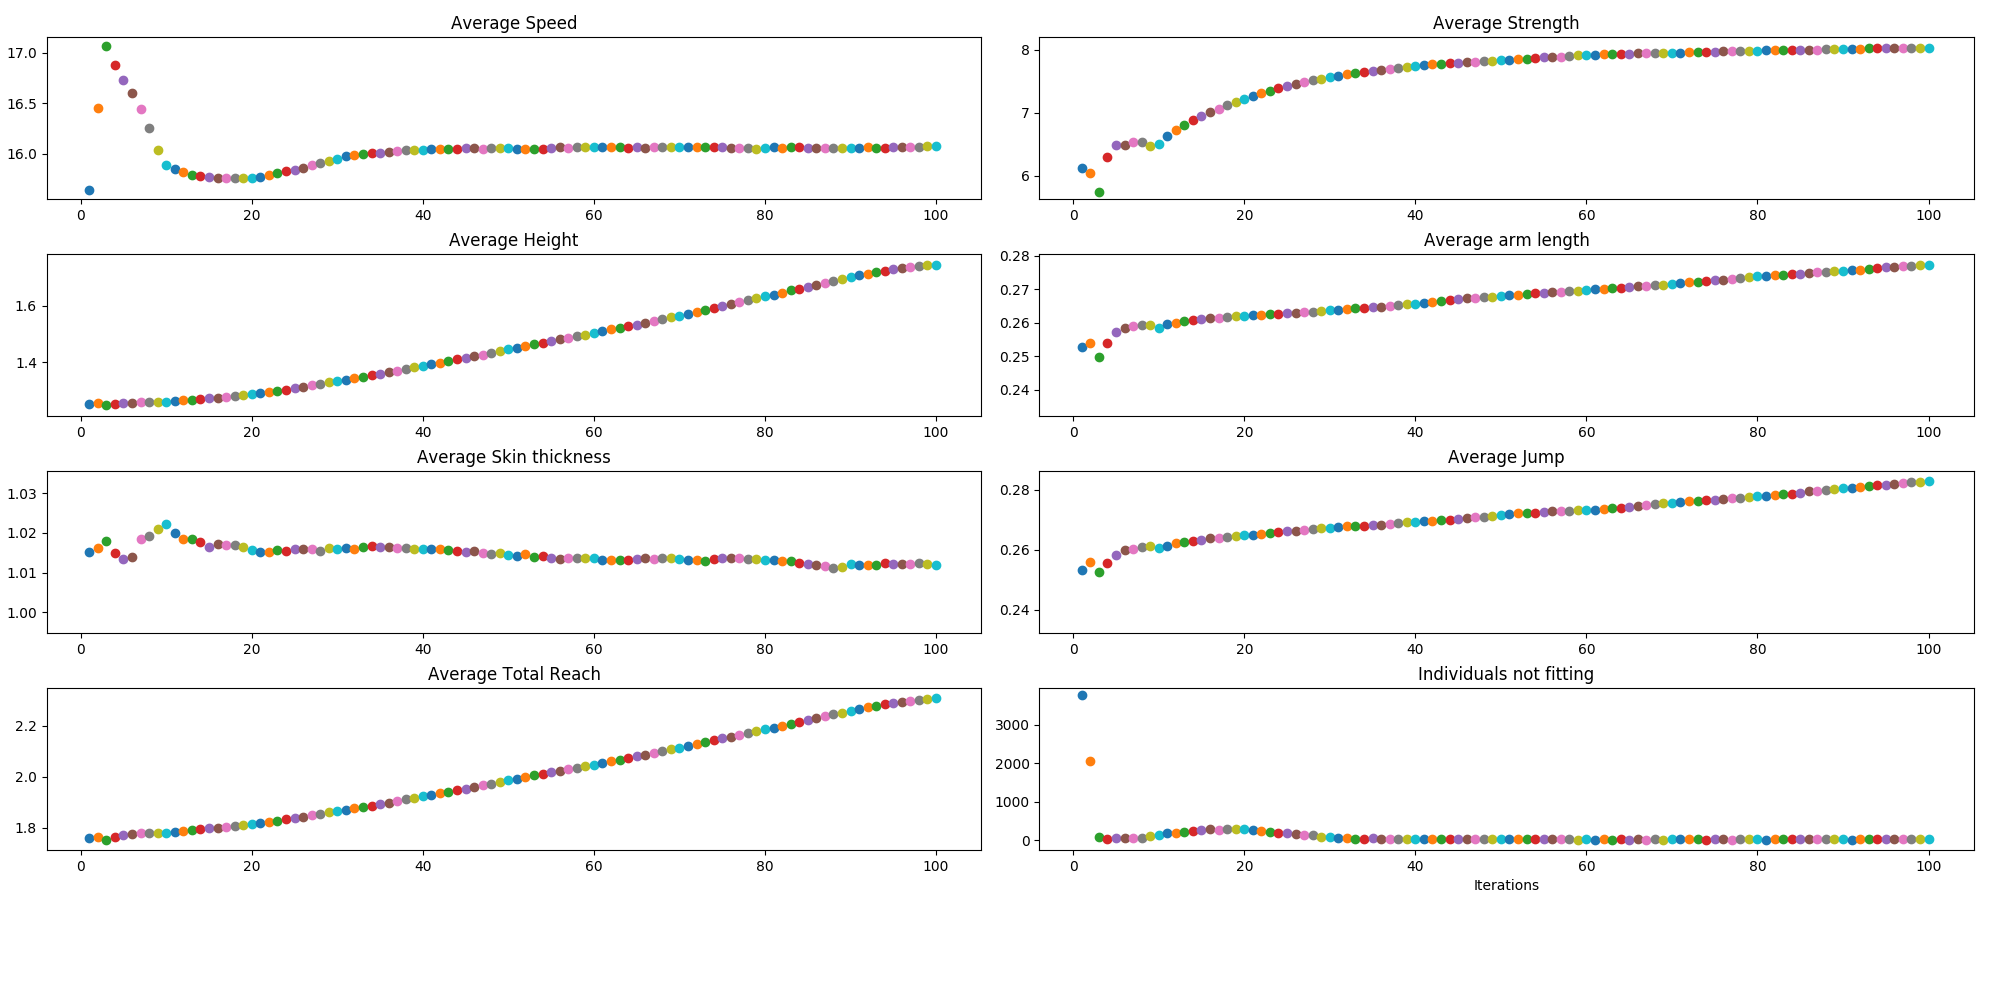 Average Speed
17.0
16.5
16.0
0 20 40 60 80 100
Average Strength
8
7
6
0 20 40 60 80 100
Average Height
1.6
1.4
0 20 40 60 80 100
Average arm length
0.28
0.27
0.26
0.25
0.24
0 20 40 60 80 100
Average Skin thickness
1.03
1.02
1.01
1.00
0 20 40 60 80 100
Average Jump
0.28
0.26
0.24
0 20 40 60 80 100
Average Total Reach
2.2
2.0
1.8
0 20 40 60 80 100
Individuals not fitting
3000
2000
1000
0
0 20 40 60 80 100
Iterations